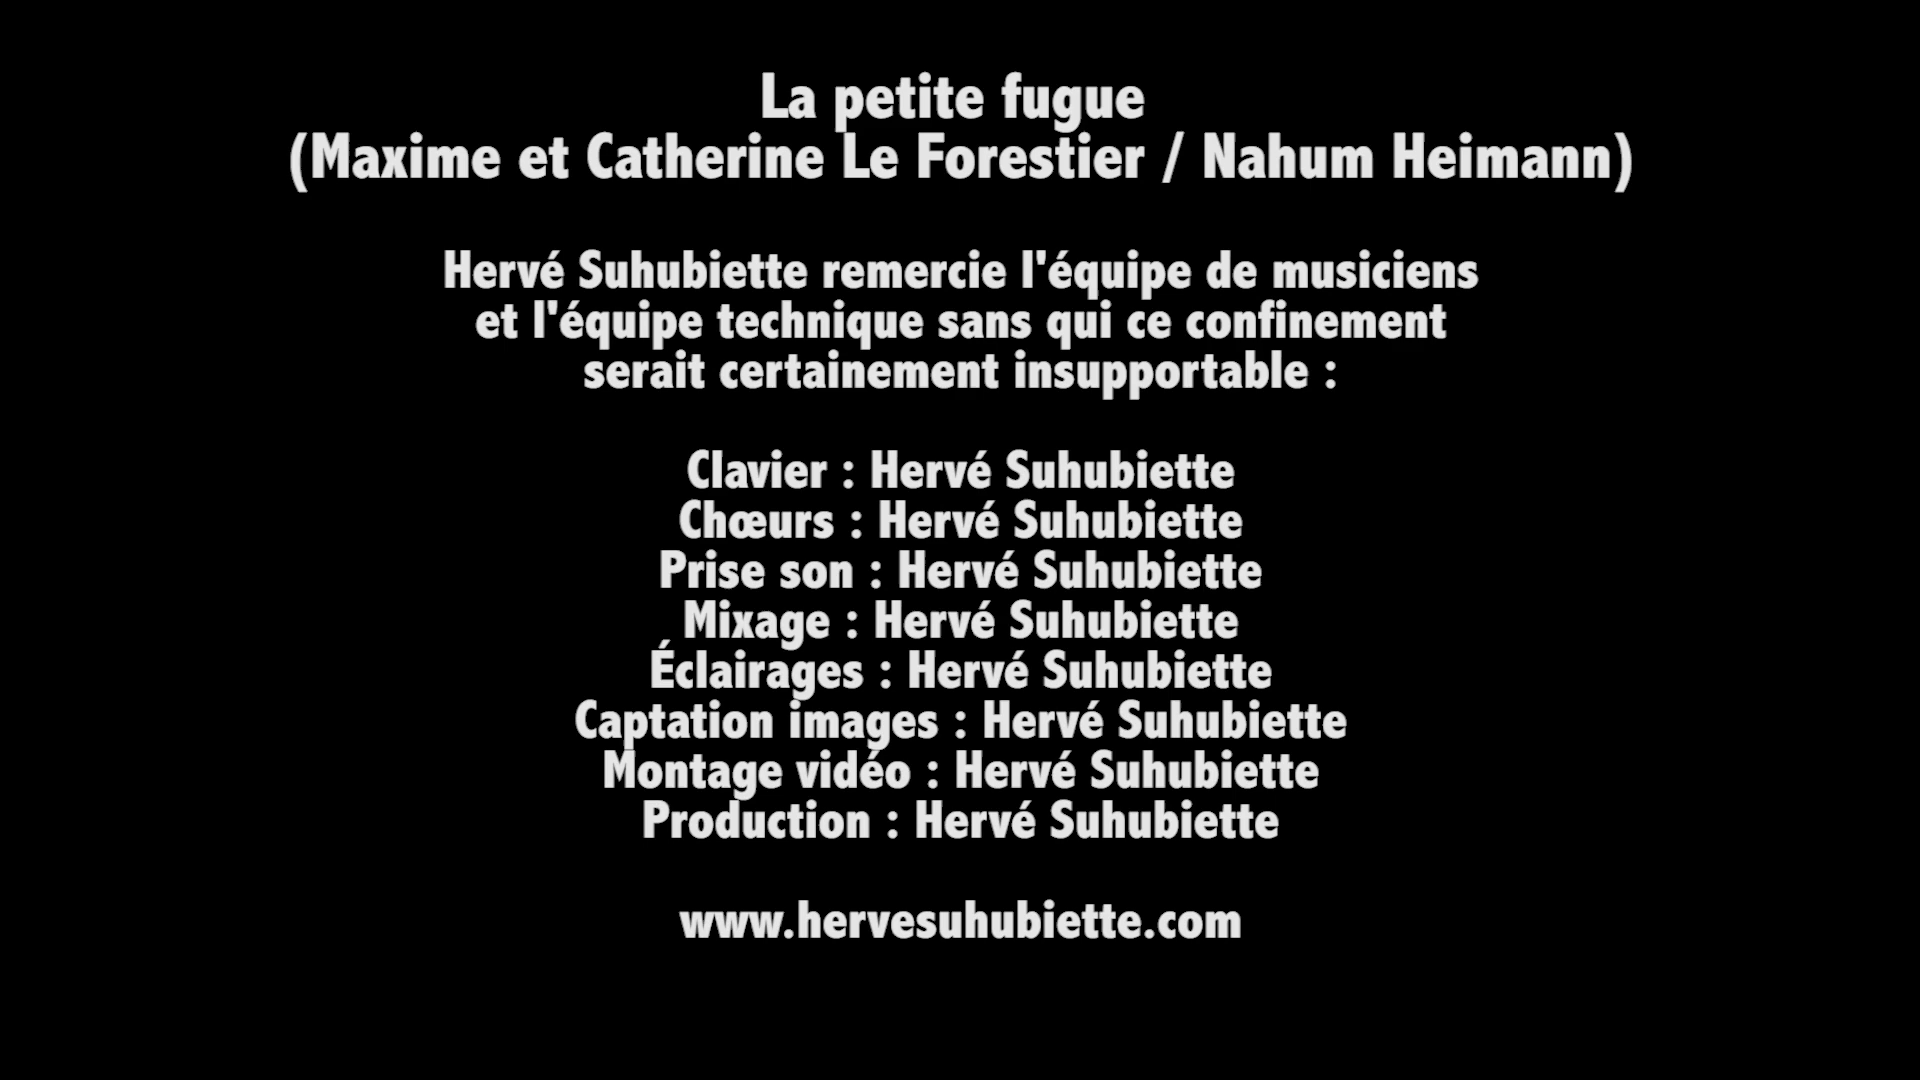 La petite fugue
(Maxime et Catherine Le Forestier / Nahum Heimann)
Hervé Suhubiette remercie l'équipe de musiciens
et l'équipe technique sans qui ce confinement
serait certainement insupportable :
Clavier : Hervé Suhubiette
Chœurs : Hervé Suhubiette
Prise son : Hervé Suhubiette
Mixage : Hervé Suhubiette
Éclairages : Hervé Suhubiette
Captation images : Hervé Suhubiette
Montage vidéo : Hervé Suhubiette
Production : Hervé Suhubiette
www.hervesuhubiette.com